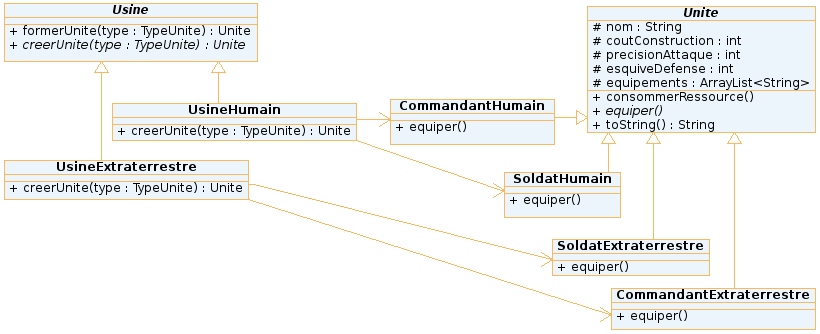 Usine
+ formerUnite(type : TypeUnite) : Unite
+ creerUnite(type : TypeUnite) : Unite
Unite
# nom : String
# coutConstruction : int
# precisionAttaque : int
# esquiveDefense : int
# equipements : ArrayList<String>
+ consommerRessource()
+ equiper()
+ toString() : String
UsineHumain
+ creerUnite(type : TypeUnite) : Unite
CommandantHumain
+ equiper()
UsineExtraterrestre
+ creerUnite(type : TypeUnite) : Unite
SoldatHumain
+ equiper()
SoldatExtraterrestre
+ equiper()
CommandantExtraterrestre
+ equiper()